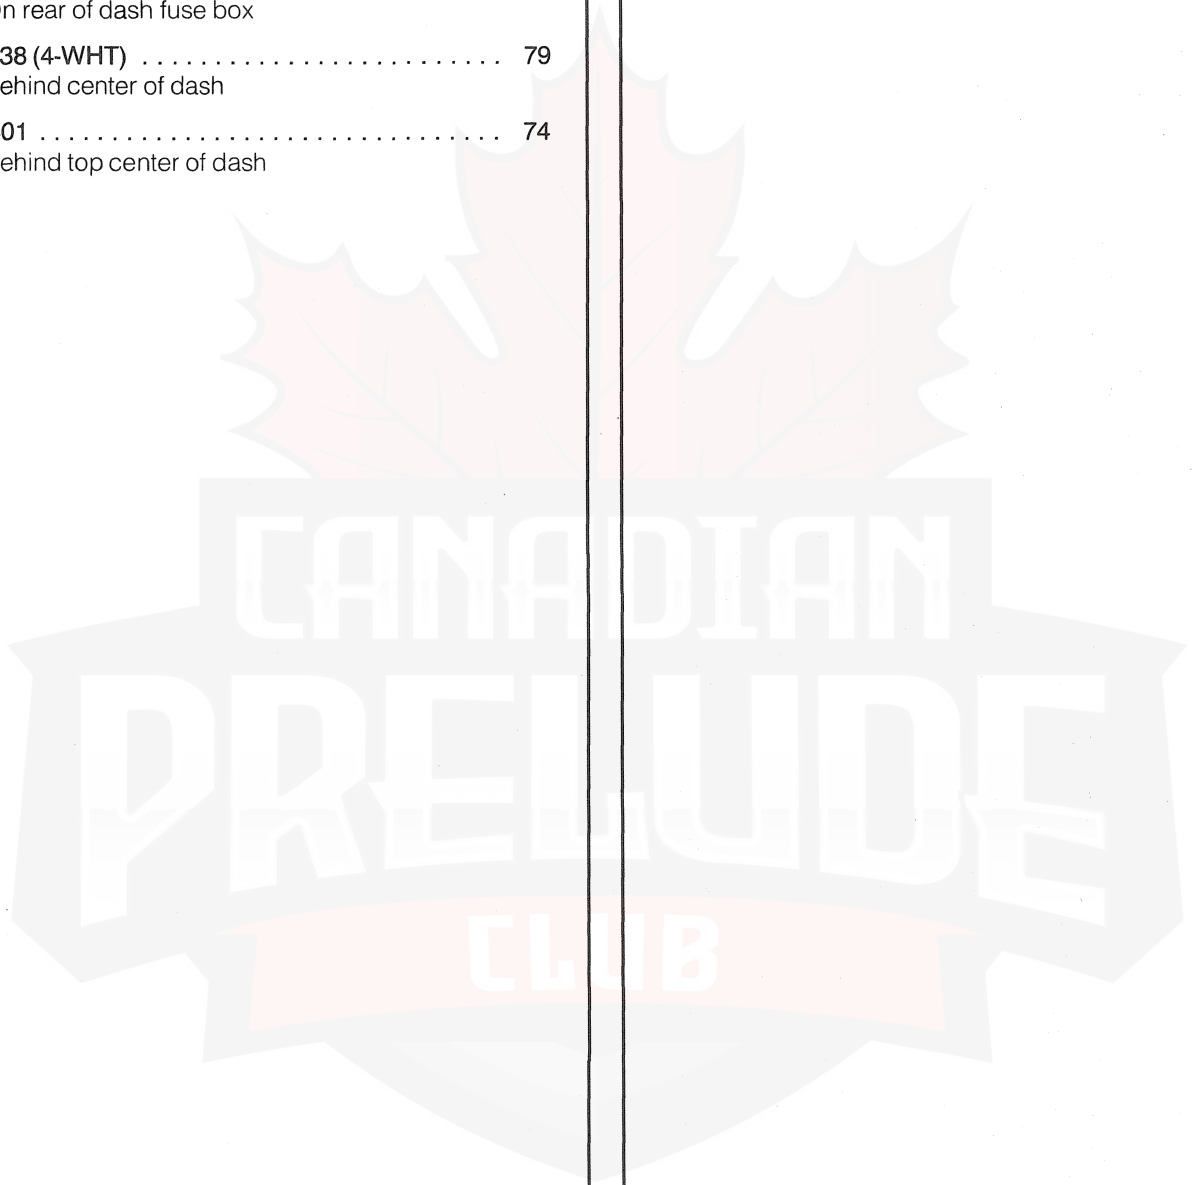 n rear of dash fuse box
38 (4-WHT) . . . . . . . . . . . . . . . . . . . . . . . . . 79
ehind center of dash
01 . . . . . . . . . . . . . . . . . . . . . . . . . . . . . . . . 74
ehind top center of dash
CANADIAN
PRELUDE
CLUB